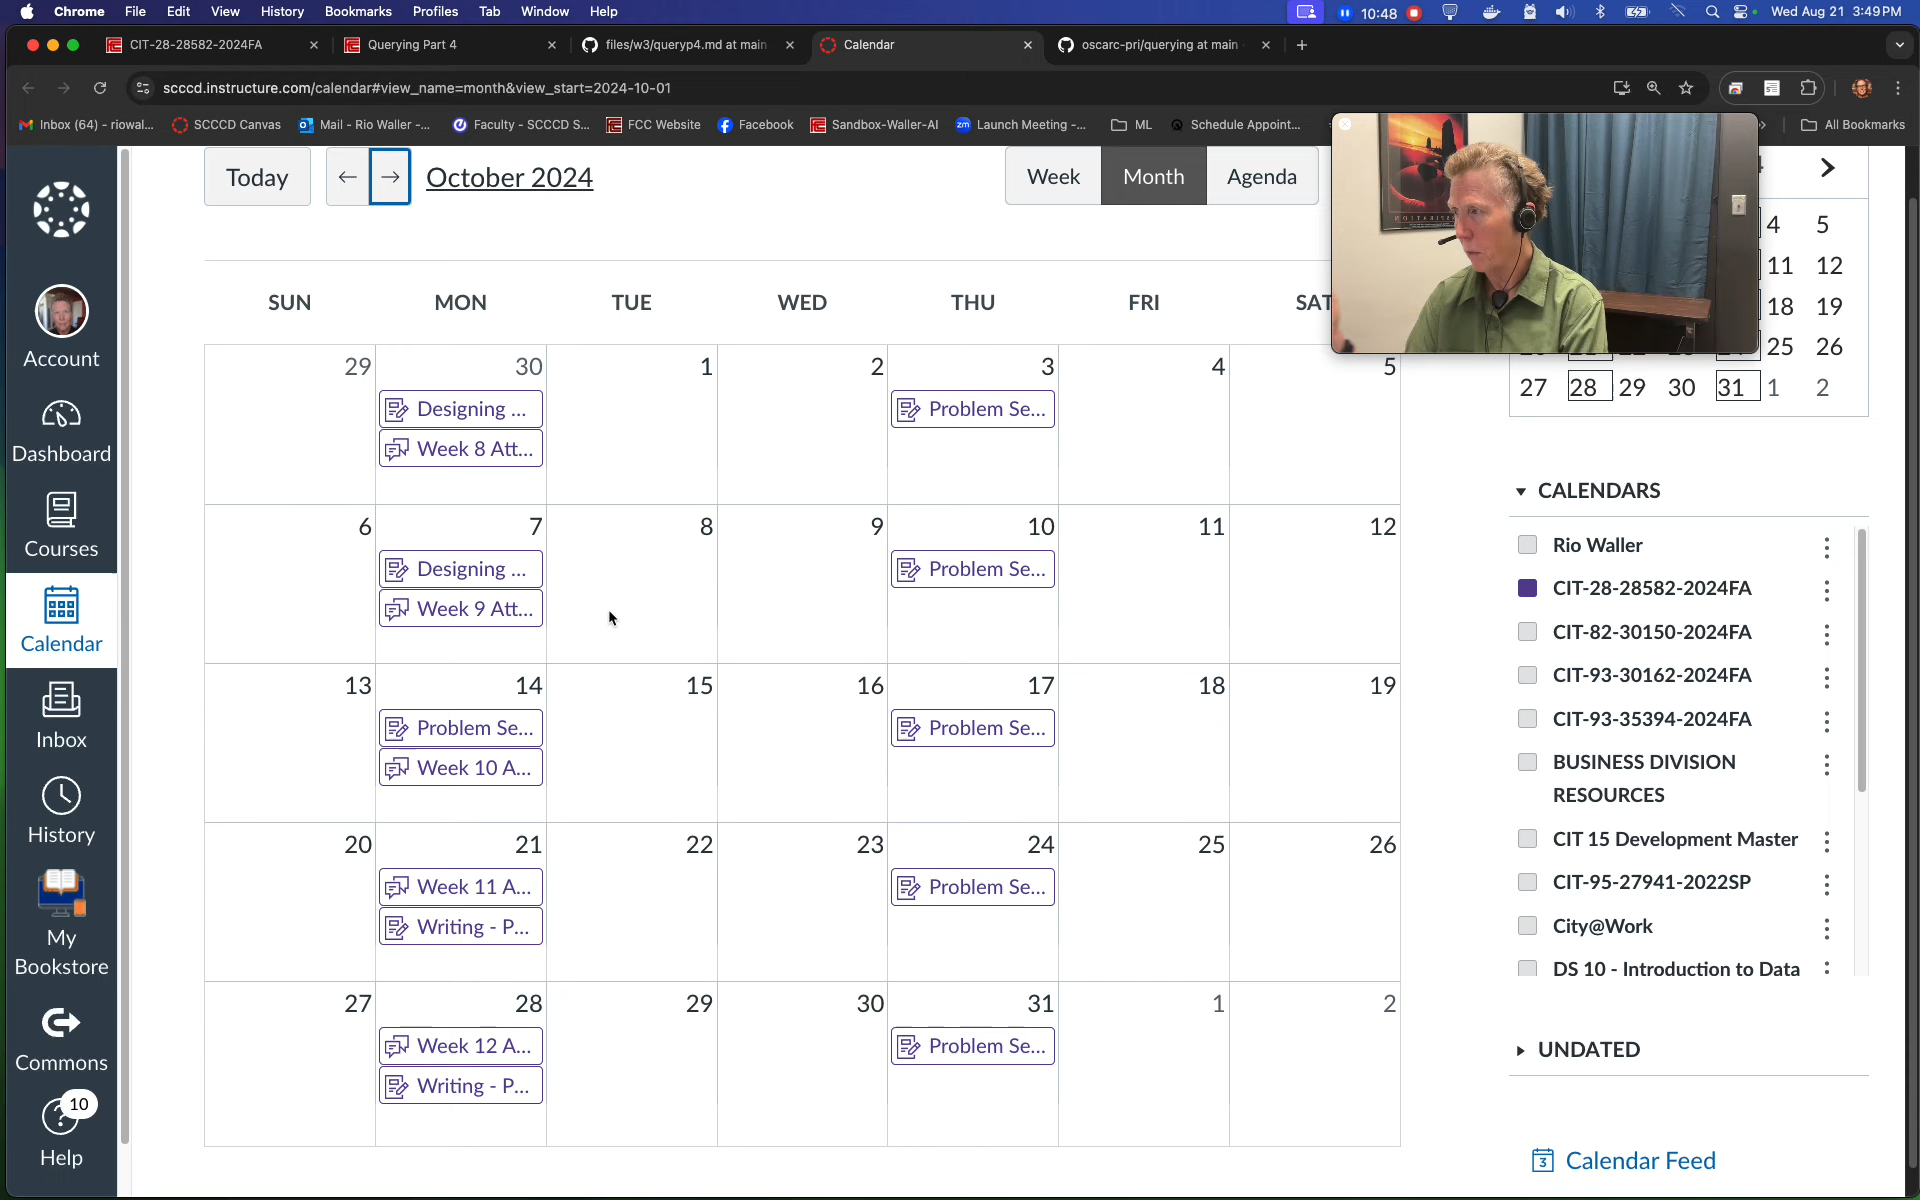 Chrome File Edit View History Bookmarks Profiles Tab Window Help 10:48 Wed Aug 21 3:49 PM
CIT-28-28582-2024FA Querying Part 4 files/w3/queryp4.md at main Calendar oscarc-pri/querying at main
scccd.instructure.com/calendar#view_name=month&view_start=2024-10-01
Inbox (64) - riowal... SCCCD Canvas Mail - Rio Waller -... Faculty - SCCCD S... FCC Website Facebook Sandbox-Waller-AI zm Launch Meeting -... ML Schedule Appoint... All Bookmarks
Today October 2024 Week Month Agenda
SUN MON TUE WED THU FRI SAT
29 30 1 2 3 4 5
Designing ... Problem Se...
Week 8 Att...
6 7 8 9 10 11 12
Designing ... Problem Se...
Week 9 Att...
13 14 15 16 17 18 19
Problem Se... Problem Se...
Week 10 A...
20 21 22 23 24 25 26
Week 11 A... Problem Se...
Writing - P...
27 28 29 30 31 1 2
Week 12 A... Problem Se...
Writing - P...
Account
Dashboard
Courses
Calendar
Inbox
History
My
Bookstore
Commons
10
Help
4 5
11 12
18 19
25 26
27 28 29 30 31 1 2
CALENDARS
Rio Waller
CIT-28-28582-2024FA
CIT-82-30150-2024FA
CIT-93-30162-2024FA
CIT-93-35394-2024FA
BUSINESS DIVISION
RESOURCES
CIT 15 Development Master
CIT-95-27941-2022SP
City@Work
DS 10 - Introduction to Data
UNDATED
3 Calendar Feed